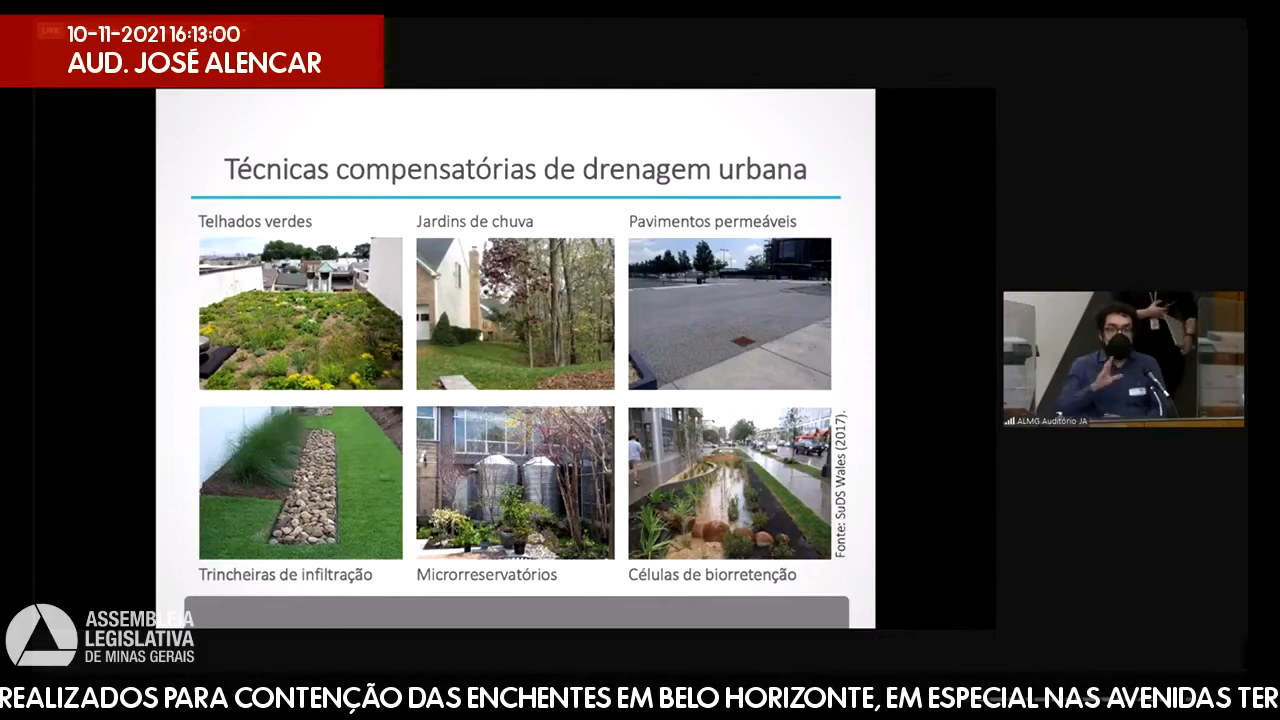 10-11-2021 16:13:00
AUD. JOSÉ ALENCAR
Técnicas compensatórias de drenagem urbana
Telhados verdes
Jardins de chuva
Pavimentos permeáveis
Trincheiras de infiltração
Microrreservatórios
Células de biorretenção
Fonte: SuDS Wales (2017).
ALMG Auditório JA
ASSEMBLEIA
LEGISLATIVA
DE MINAS GERAIS
REALIZADOS PARA CONTENÇÃO DAS ENCHENTES EM BELO HORIZONTE, EM ESPECIAL NAS AVENIDAS TER